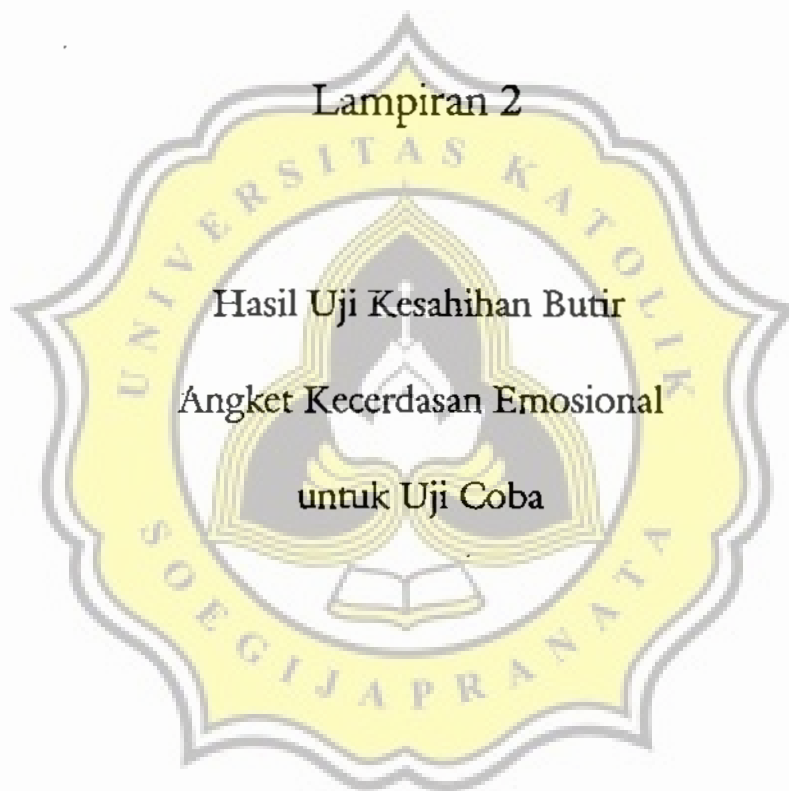 Lampiran 2
UNIVERSITAS KATOLIK
Hasil Uji Kesahihan Butir
Angket Kecerdasan Emosional
untuk Uji Coba
SOEGIJAPRANATA